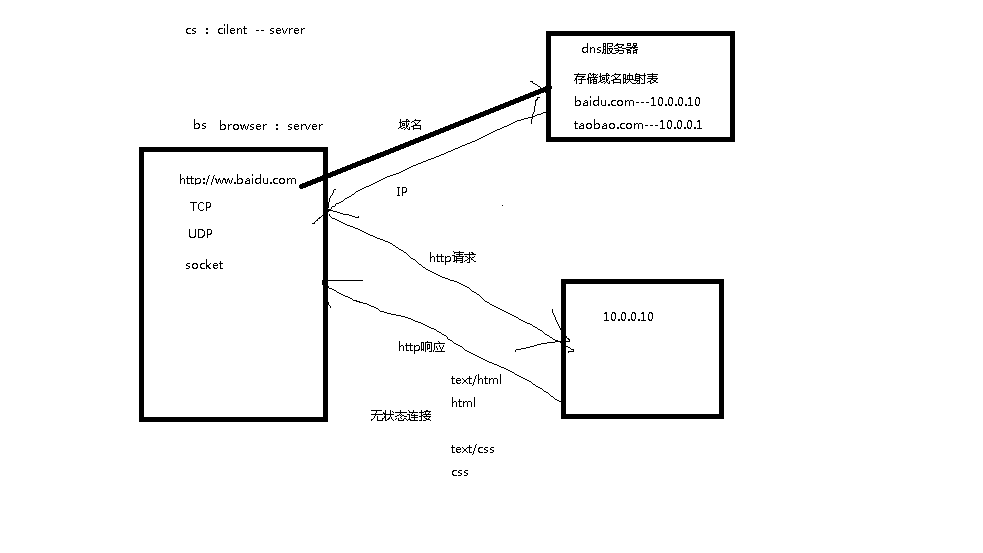 cs : cilent -- sevrer
dns服务器
存储域名映射表
baidu.com---10.0.0.10
taobao.com---10.0.0.1
bs browser : server
域名
http://ww.baidu.com
IP
TCP
UDP
socket
http请求
10.0.0.10
http响应
text/html
html
无状态连接
text/css
css